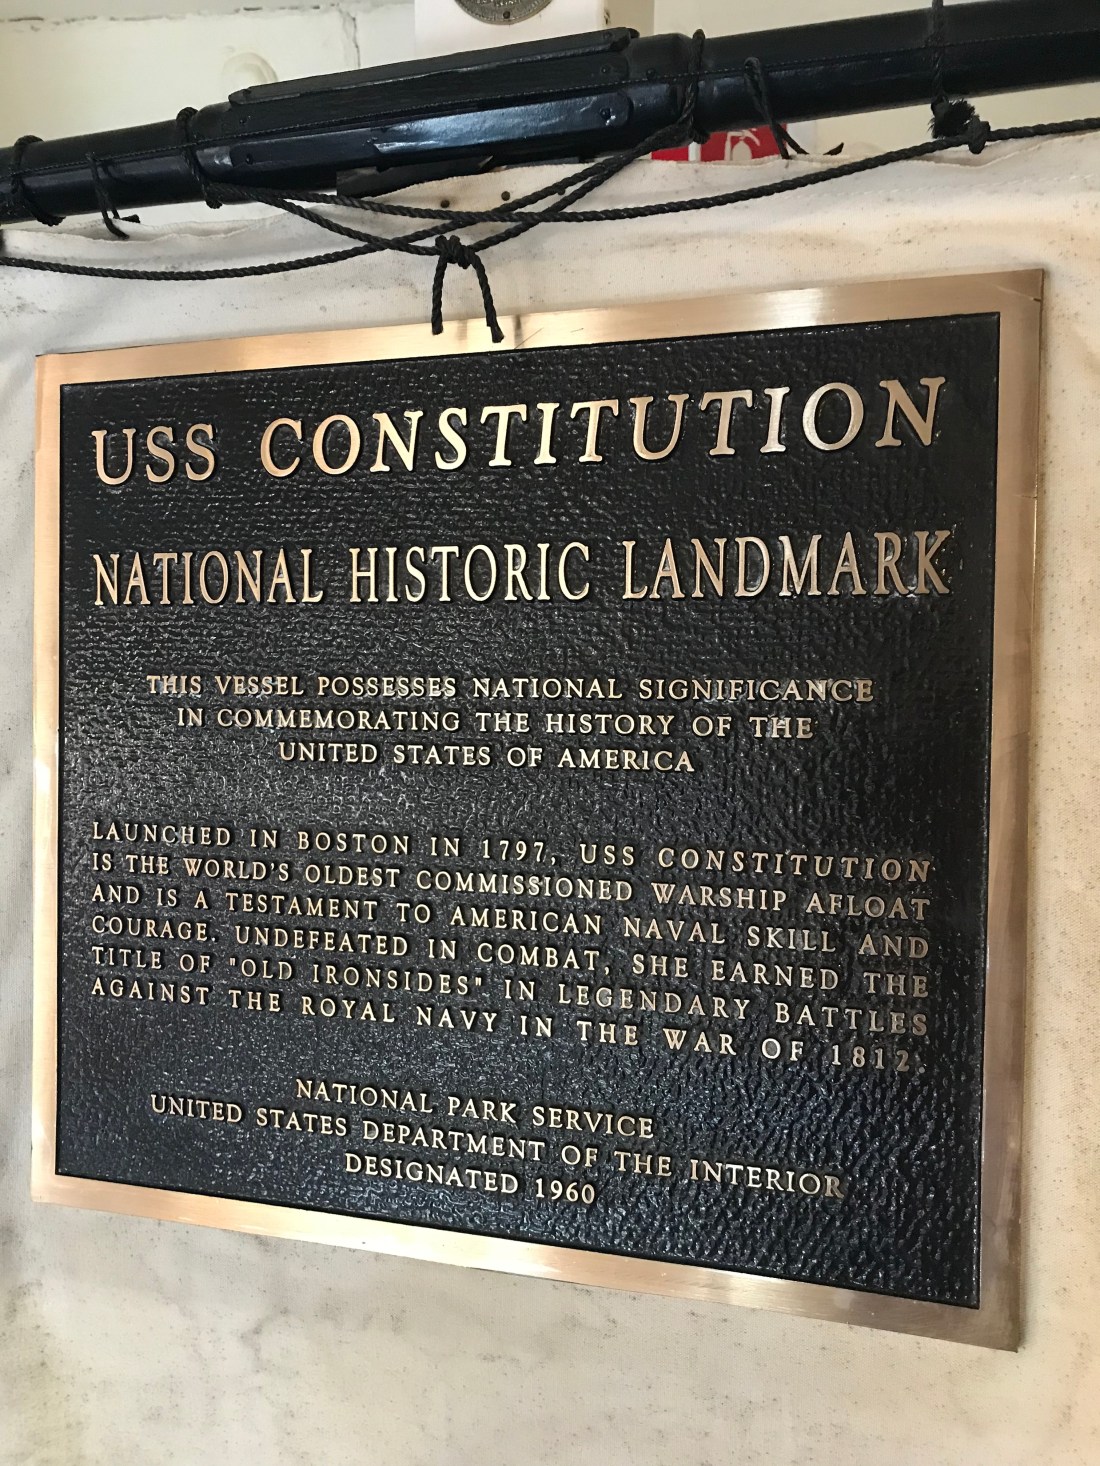 USS CONSTITUTION
NATIONAL HISTORIC LANDMARK
THIS VESSEL POSSESSES NATIONAL SIGNIFICANCE
IN COMMEMORATING THE HISTORY OF THE
UNITED STATES OF AMERICA
LAUNCHED IN BOSTON IN 1797, USS CONSTITUTION
IS THE WORLD'S OLDEST COMMISSIONED WARSHIP AFLOAT
AND IS A TESTAMENT TO AMERICAN NAVAL SKILL AND
COURAGE. UNDEFEATED IN COMBAT, SHE EARNED THE
TITLE OF "OLD IRONSIDES" IN LEGENDARY BATTLES
AGAINST THE ROYAL NAVY IN THE WAR OF 1812.
NATIONAL PARK SERVICE
UNITED STATES DEPARTMENT OF THE INTERIOR
DESIGNATED 1960